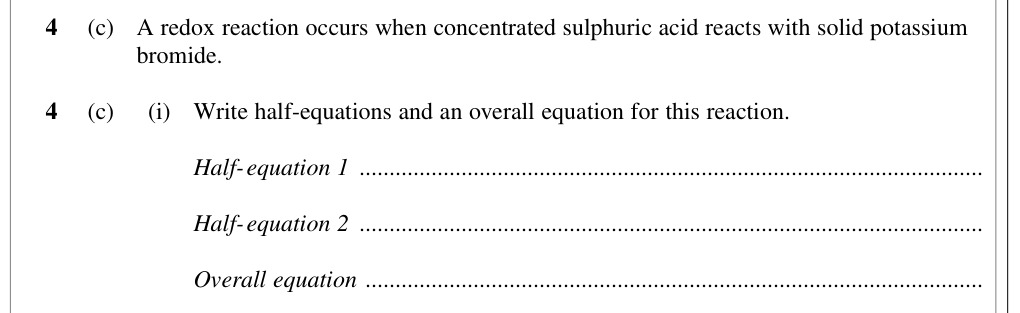 4 (c) A redox reaction occurs when concentrated sulphuric acid reacts with solid potassium
bromide.
4 (c) (i) Write half-equations and an overall equation for this reaction.
Half-equation 1 ........................................................................................................
Half-equation 2 ........................................................................................................
Overall equation .......................................................................................................